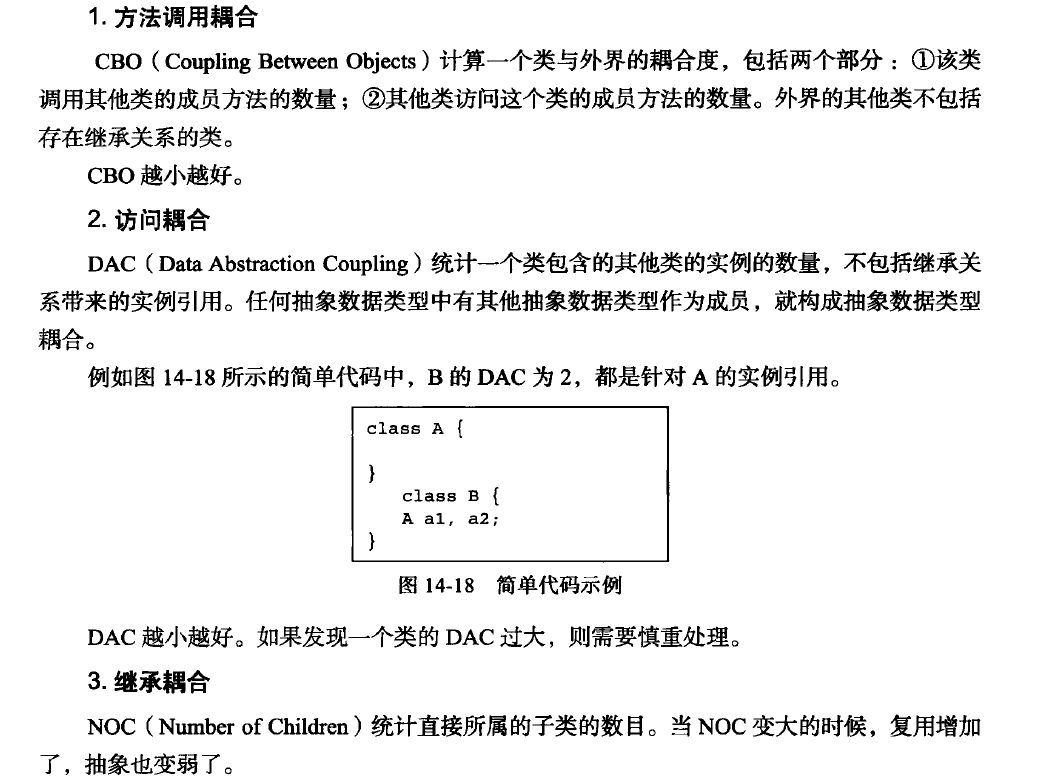 1. 方法调用耦合
CBO（Coupling Between Objects）计算一个类与外界的耦合度，包括两个部分：①该类
调用其他类的成员方法的数量；②其他类访问这个类的成员方法的数量。外界的其他类不包括
存在继承关系的类。
CBO 越小越好。
2. 访问耦合
DAC（Data Abstraction Coupling）统计一个类包含的其他类的实例的数量，不包括继承关
系带来的实例引用。任何抽象数据类型中有其他抽象数据类型作为成员，就构成抽象数据类型
耦合。
例如图 14-18 所示的简单代码中，B 的 DAC 为 2，都是针对 A 的实例引用。
class A {
}
class B {
A a1, a2;
}
图 14-18 简单代码示例
DAC 越小越好。如果发现一个类的 DAC 过大，则需要慎重处理。
3. 继承耦合
NOC（Number of Children）统计直接所属的子类的数目。当 NOC 变大的时候，复用增加
了，抽象也变弱了。